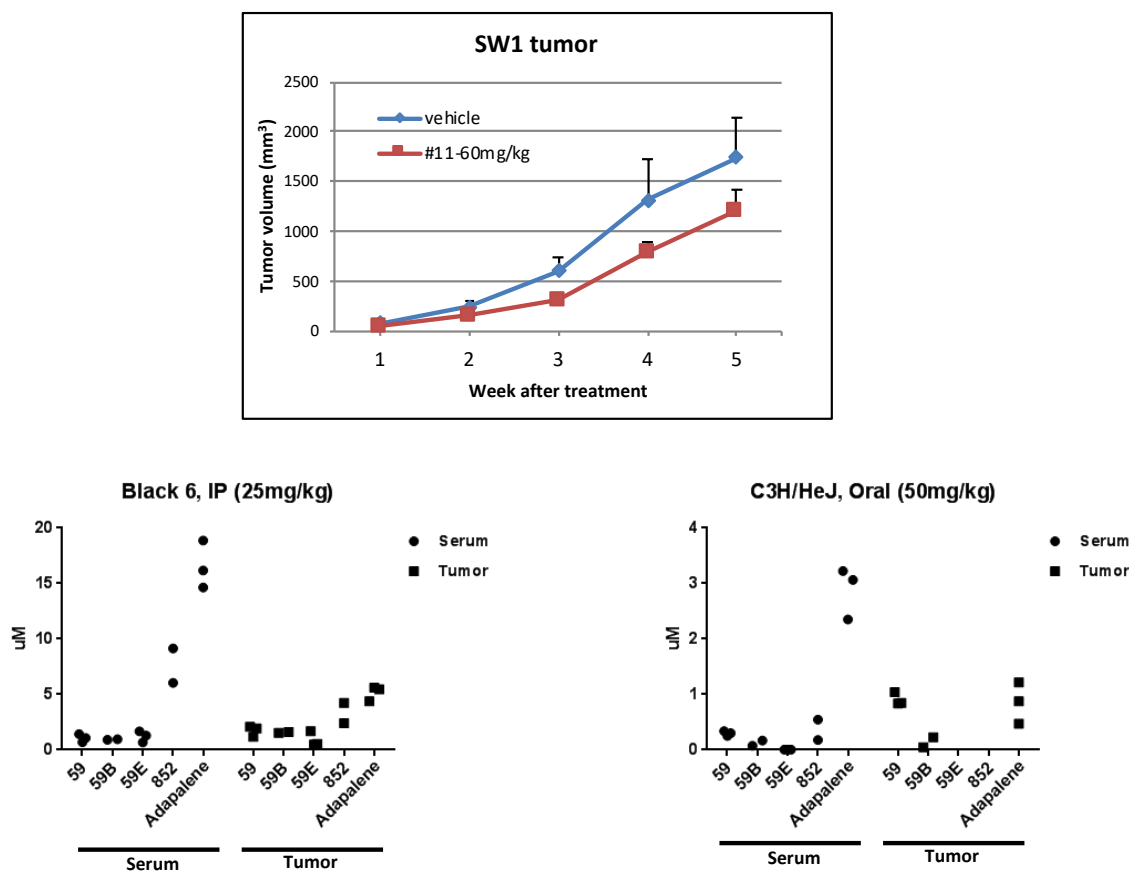 SW1 tumor
2500
2000
1500
1000
500
0
Tumor volume (mm³)
vehicle
#11-60mg/kg
1 2 3 4 5
Week after treatment
Black 6, IP (25mg/kg)
20
15
10
5
0
uM
Serum
Tumor
59 59B 59E 852 Adapalene 59 59B 59E 852 Adapalene
Serum Tumor
C3H/HeJ, Oral (50mg/kg)
4
3
2
1
0
uM
Serum
Tumor
59 59B 59E 852 Adapalene 59 59B 59E 852 Adapalene
Serum Tumor